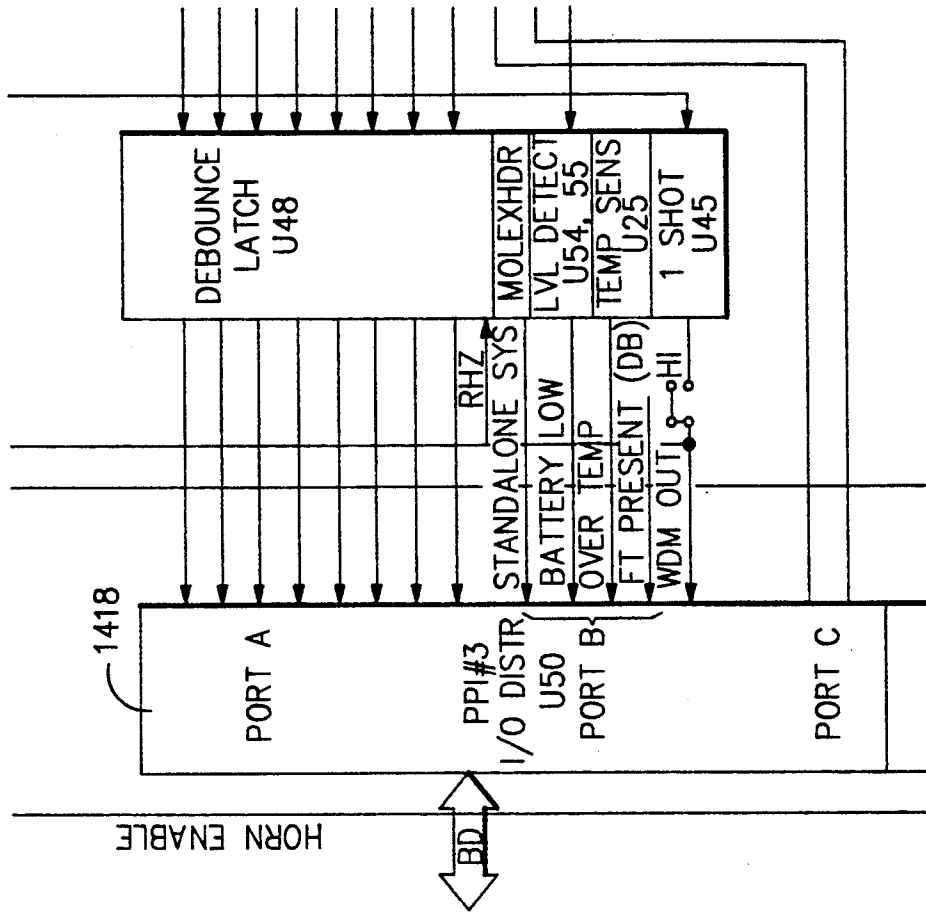 1418
PORT A
PPI#3
I/O DISTR
U50
PORT B
PORT C
BD
HORN ENABLE
DEBOUNCE
LATCH
U48
MOLEXHDR
LVL DETECT
U54, 55
TEMP SENS
U25
1 SHOT
U45
RHZ
STANDALONE SYS
BATTERY LOW
OVER TEMP
FT PRESENT (DB)
WDM OUT
HI